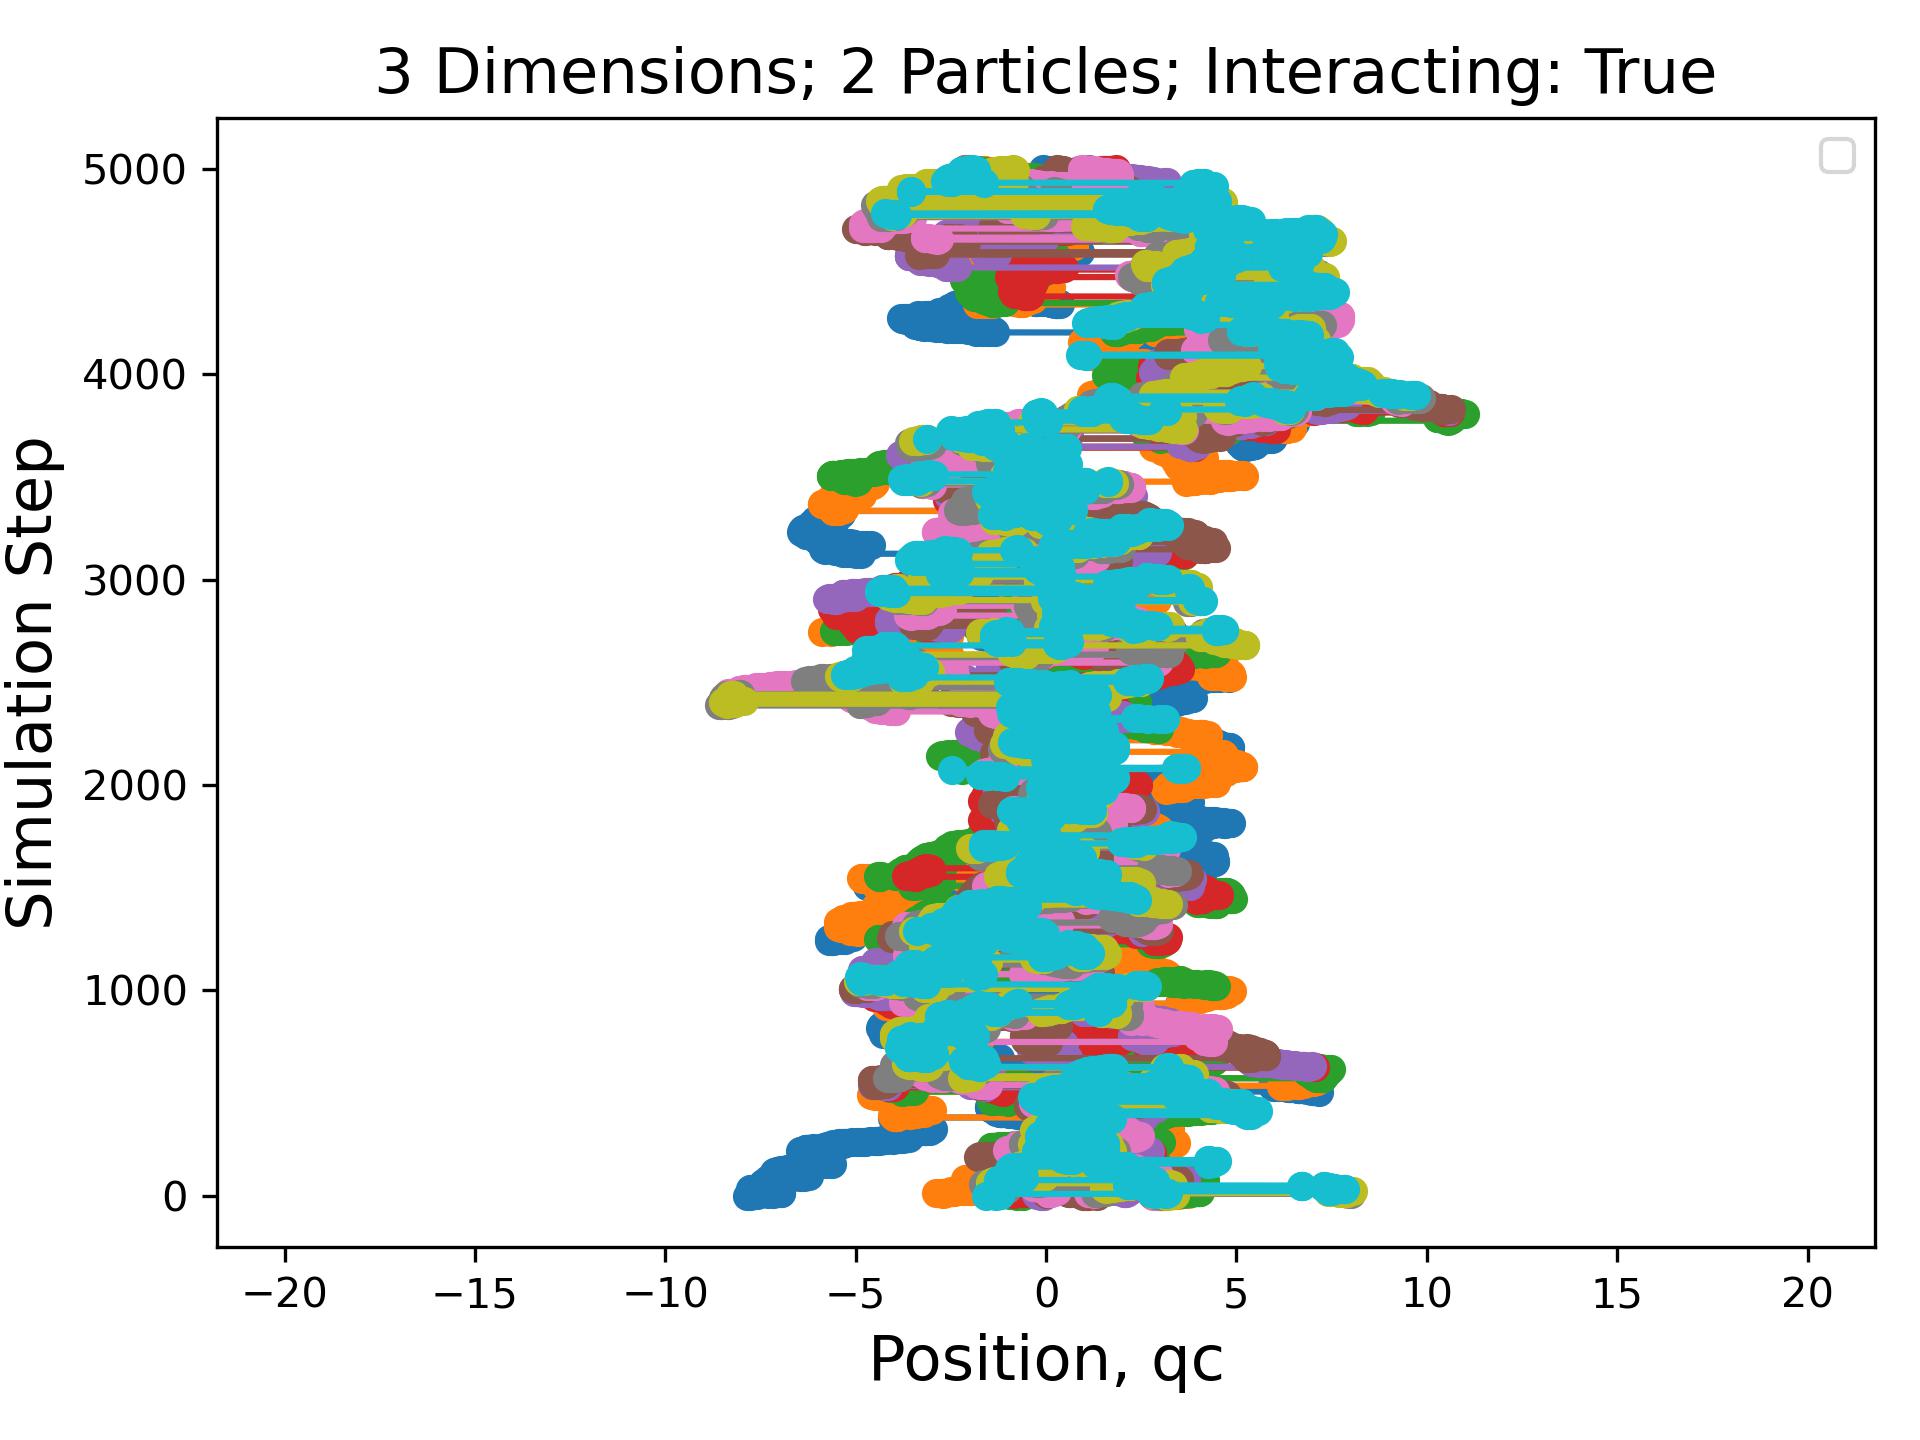 3 Dimensions; 2 Particles; Interacting: True
Simulation Step
5000
4000
3000
2000
1000
0
−20 −15 −10 −5 0 5 10 15 20
Position, qc